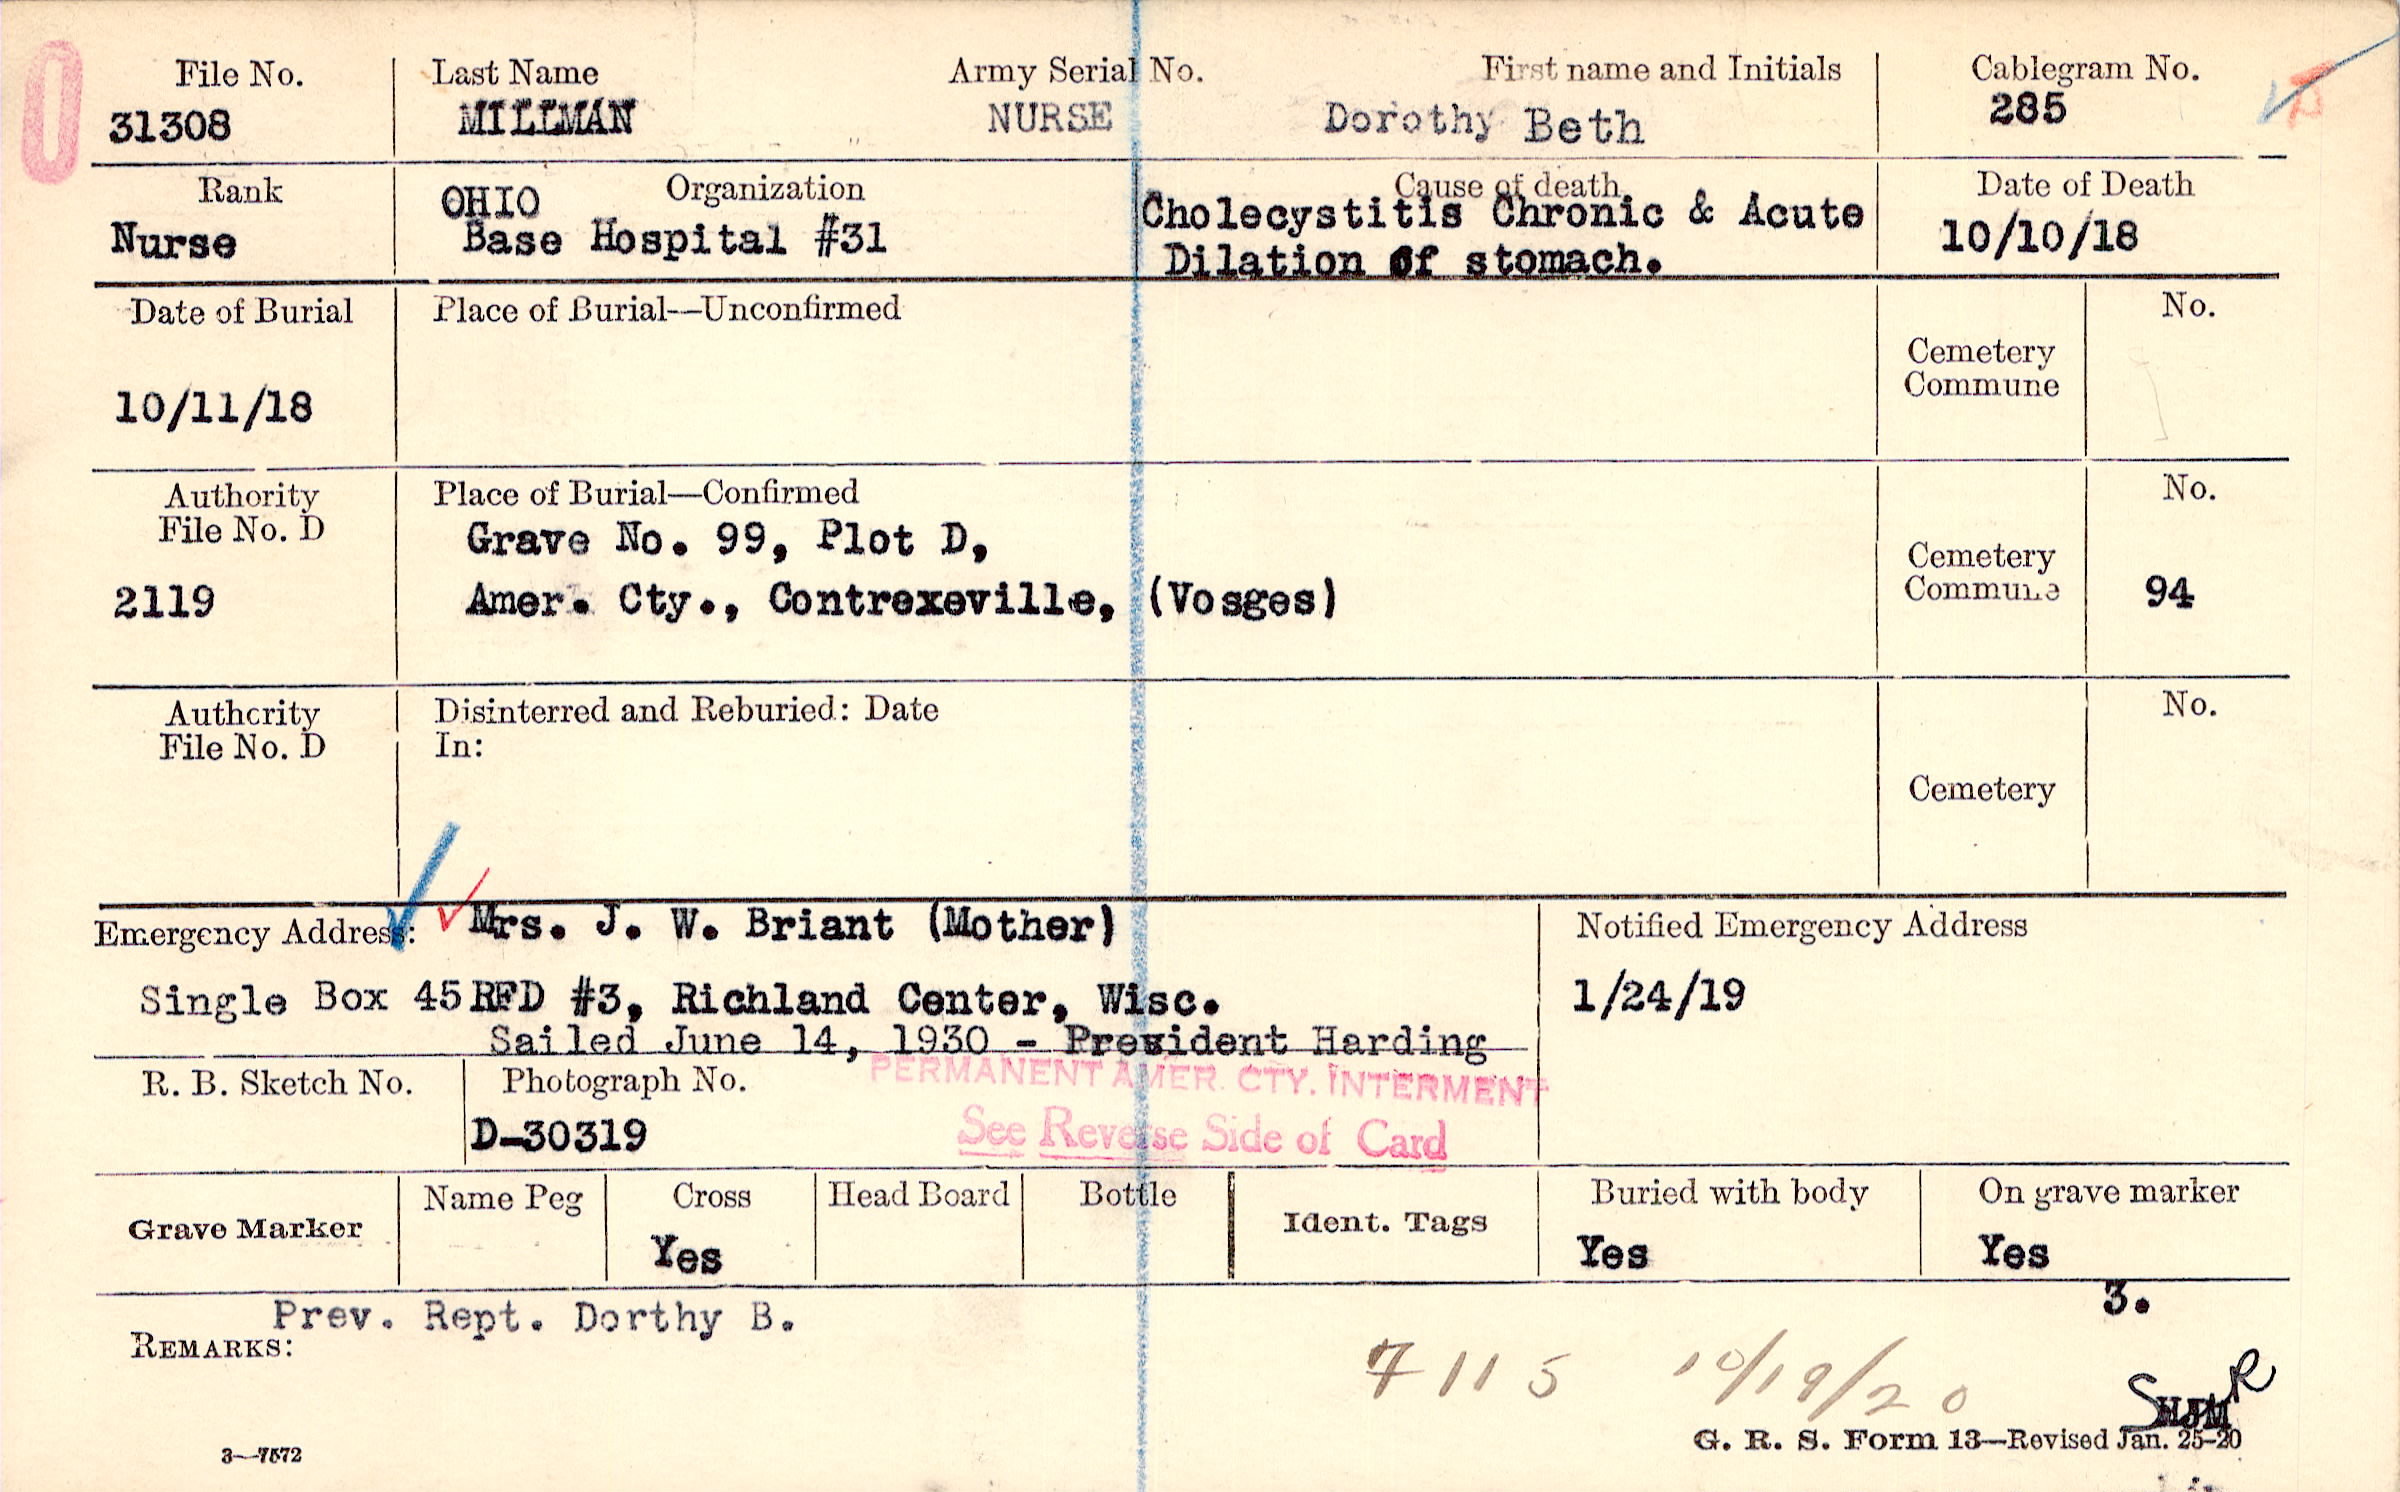 File No. Last Name Army Serial No. First name and Initials Cablegram No.
31308 MILLMAN NURSE Dorothy Beth 285
Rank OHIO Organization Cause of death Date of Death
Nurse Base Hospital #31 Cholecystitis Chronic & Acute 10/10/18
Dilation of stomach.
Date of Burial Place of Burial—Unconfirmed No.
Cemetery
Commune
10/11/18
Authority Place of Burial—Confirmed No.
File No. D Grave No. 99, Plot D, Cemetery
2119 Amer. Cty., Contrexeville, (Vosges) Commune 94
Authority Disinterred and Reburied: Date No.
File No. D In:
Cemetery
Emergency Address: Mrs. J. W. Briant (Mother) Notified Emergency Address
Single Box 45 RFD #3, Richland Center, Wisc. 1/24/19
Sailed June 14, 1930 - President Harding
R. B. Sketch No. Photograph No. PERMANENT AMER. CTY. INTERMENT
D-30319 See Reverse Side of Card
Grave Marker Name Peg Cross Head Board Bottle Ident. Tags Buried with body On grave marker
Yes Yes Yes
3.
Prev. Rept. Dorthy B.
REMARKS:
7115 10/19/20
HJM
3—7572 G. R. S. Form 13—Revised Jan. 25-20